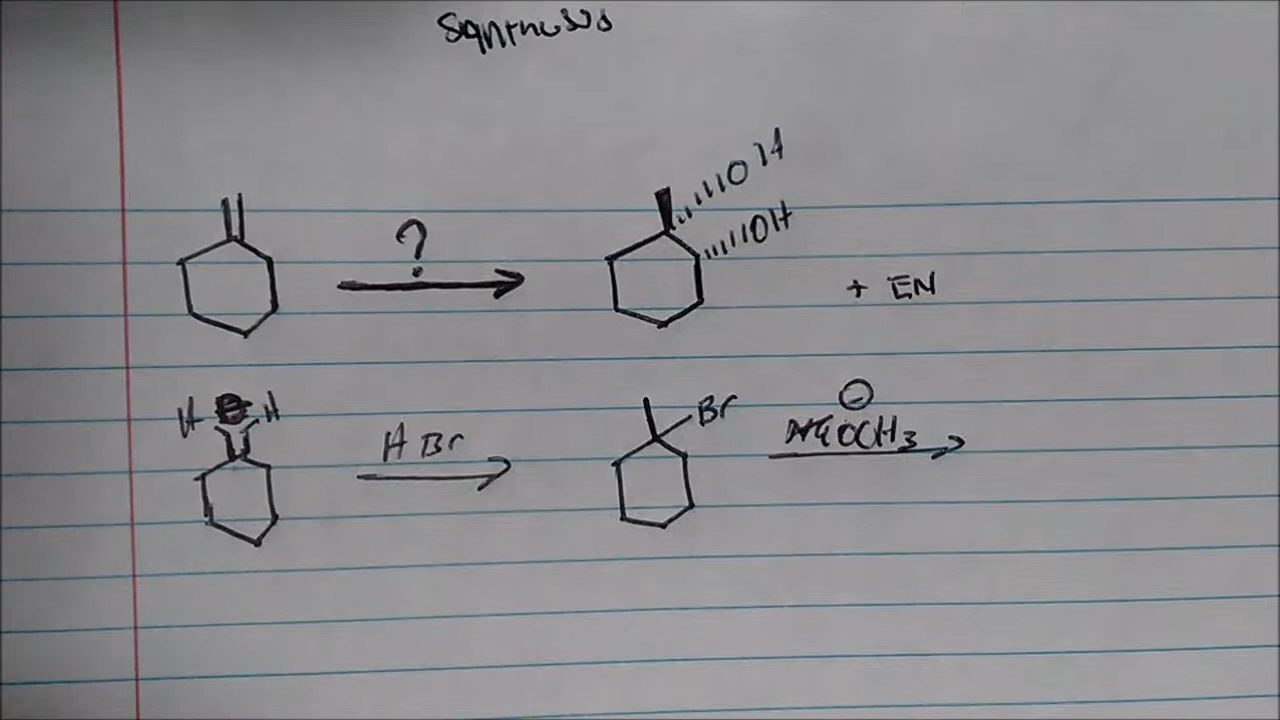 Synthesis
OH
?
OH
+ EN
H H
HBr
Br
⊖
OCH3